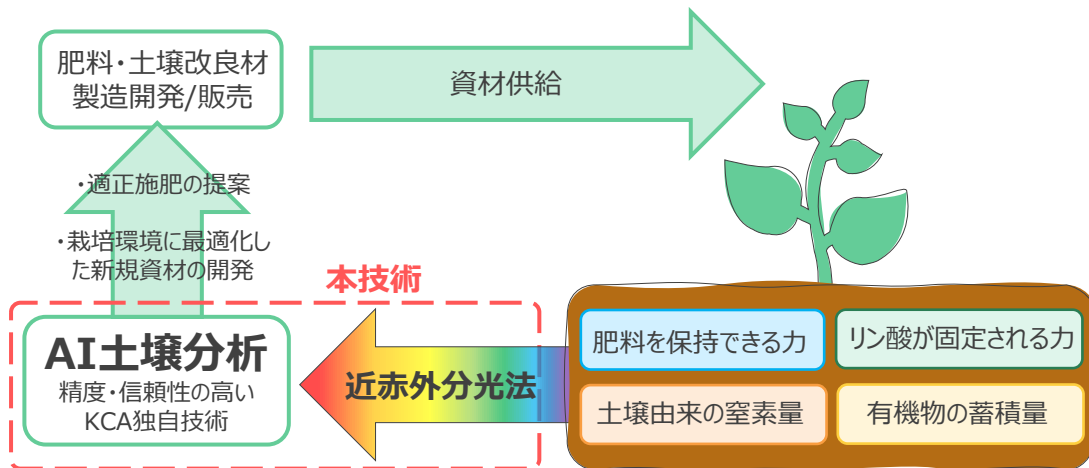 肥料・土壌改良材
製造開発/販売
資材供給
・適正施肥の提案
・栽培環境に最適化し
た新規資材の開発
本技術
AI土壌分析
精度・信頼性の高い
KCA独自技術
近赤外分光法
肥料を保持できる力
リン酸が固定される力
土壌由来の窒素量
有機物の蓄積量